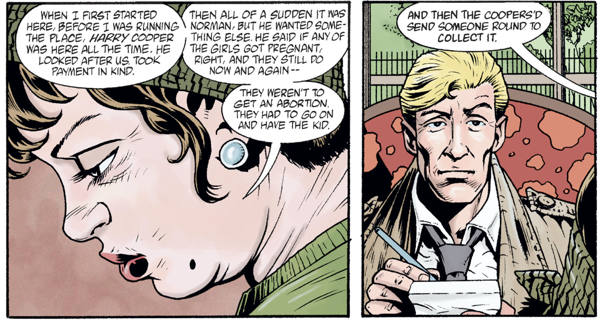 WHEN I FIRST STARTED
HERE, BEFORE I WAS RUNNING
THE PLACE, HARRY COOPER
WAS HERE ALL THE TIME. HE
LOOKED AFTER US. TOOK
PAYMENT IN KIND.
THEN ALL OF A SUDDEN IT WAS
NORMAN. BUT HE WANTED SOME-
THING ELSE. HE SAID IF ANY OF
THE GIRLS GOT PREGNANT,
RIGHT, AND THEY STILL DO
NOW AND AGAIN --
THEY WEREN'T TO
GET AN ABORTION.
THEY HAD TO GO ON
AND HAVE THE KID.
AND THEN THE COOPERS'D
SEND SOMEONE ROUND TO
COLLECT IT.